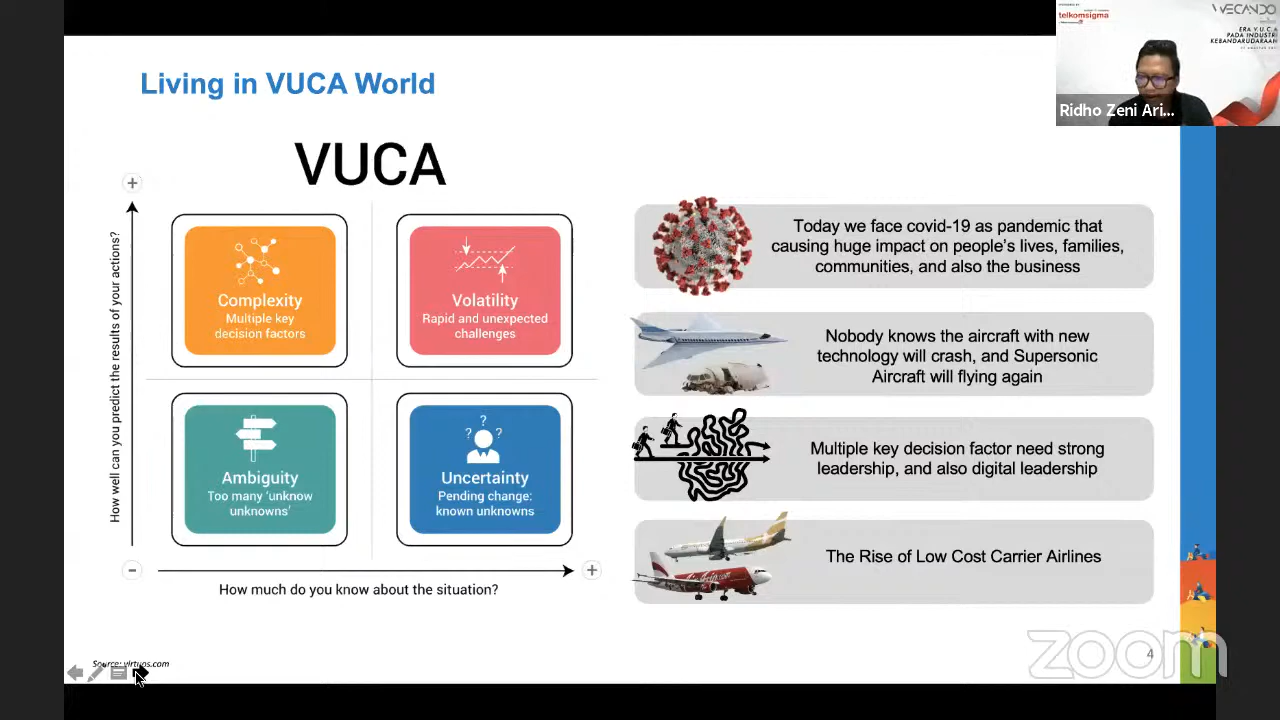 Living in VUCA World
VUCA
How well can you predict the results of your actions?
Complexity
Multiple key
decision factors
Volatility
Rapid and unexpected
challenges
Ambiguity
Too many ‘unknow
unknowns’
Uncertainty
Pending change:
known unknowns
How much do you know about the situation?
Today we face covid-19 as pandemic that
causing huge impact on people’s lives, families,
communities, and also the business
Nobody knows the aircraft with new
technology will crash, and Supersonic
Aircraft will flying again
Multiple key decision factor need strong
leadership, and also digital leadership
The Rise of Low Cost Carrier Airlines
Source: virtuos.com
4
zoom
telkomsigma
WECANDO
ERA V.U.C.A
PADA INDUSTRI
KEBANDARUDARAAN
Ridho Zeni Ari...